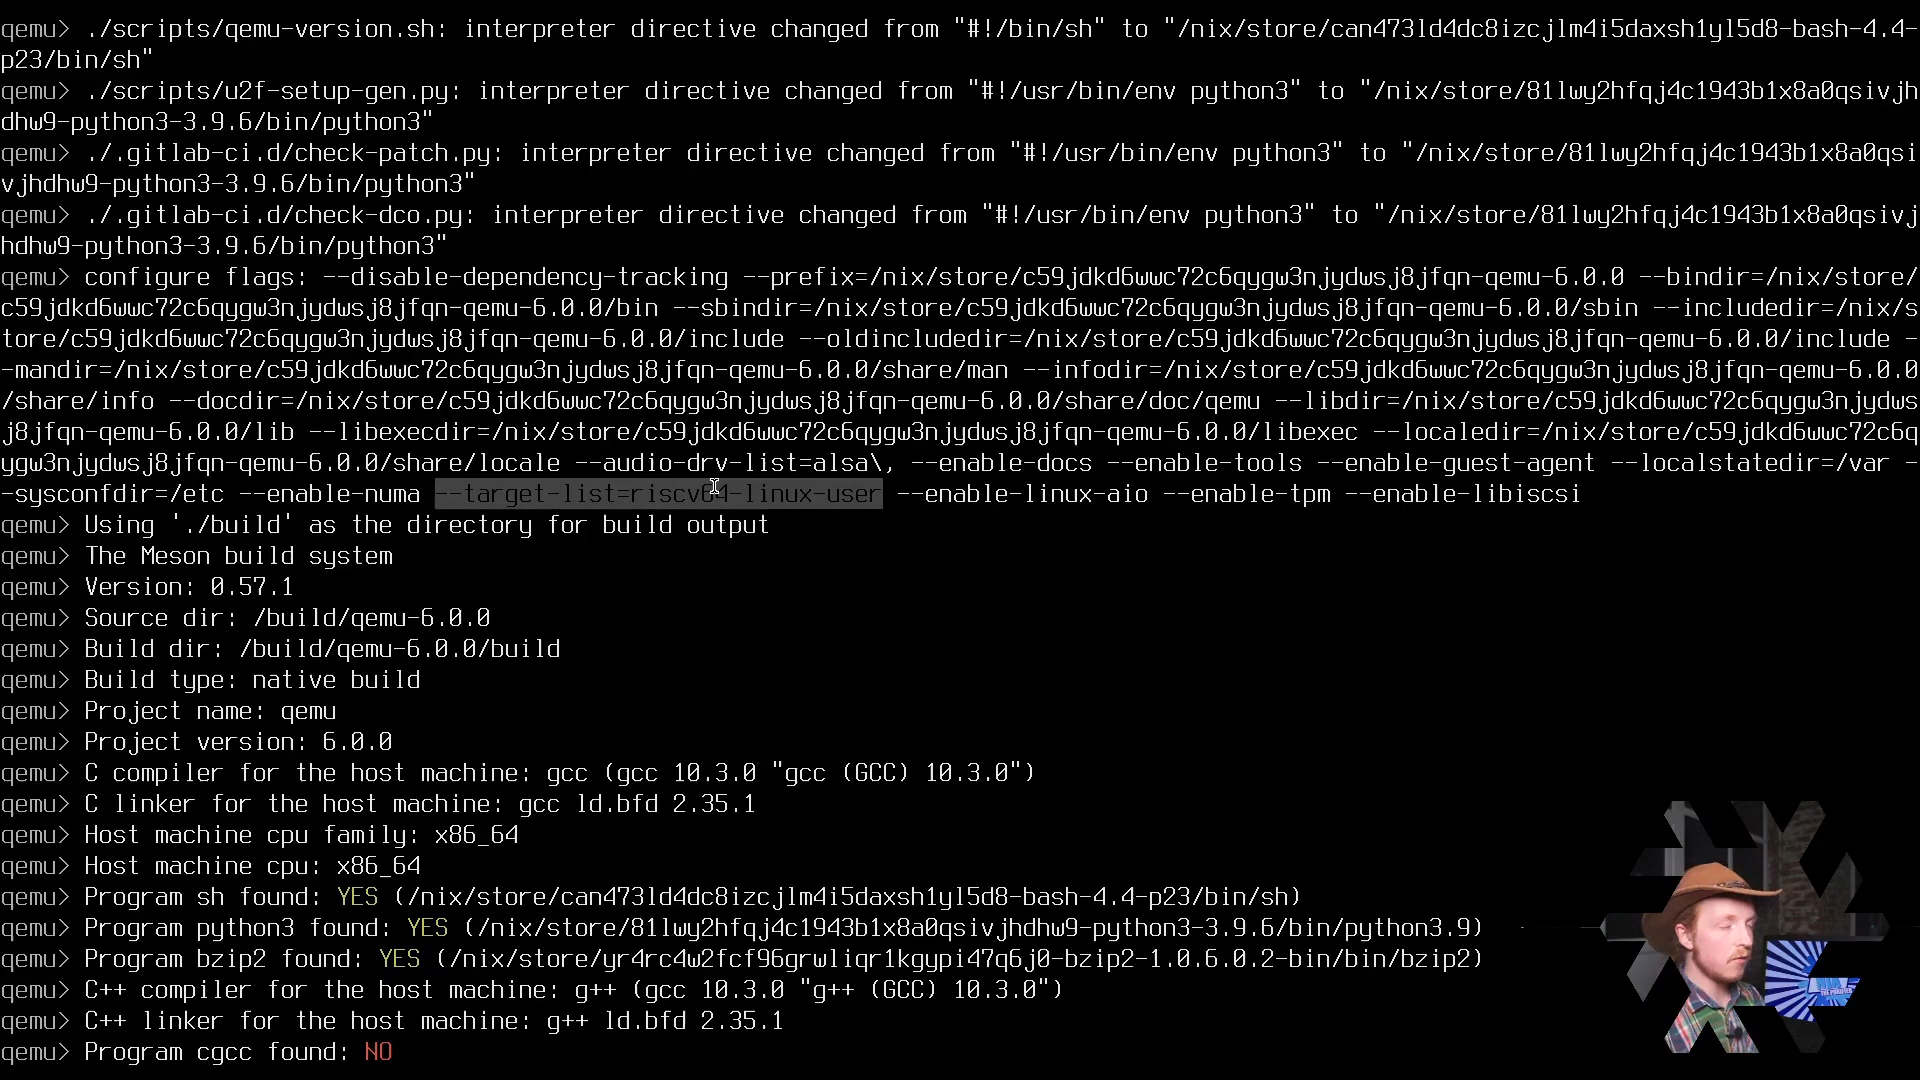 qemu> ./scripts/qemu-version.sh: interpreter directive changed from "#!/bin/sh" to "/nix/store/can473ld4dc8izcjlm4i5daxsh1yl5d8-bash-4.4-
p23/bin/sh"
qemu> ./scripts/u2f-setup-gen.py: interpreter directive changed from "#!/usr/bin/env python3" to "/nix/store/81lwy2hfqj4c1943b1x8a0qsivjh
dhw9-python3-3.9.6/bin/python3"
qemu> ./.gitlab-ci.d/check-patch.py: interpreter directive changed from "#!/usr/bin/env python3" to "/nix/store/81lwy2hfqj4c1943b1x8a0qsi
vjhdhw9-python3-3.9.6/bin/python3"
qemu> ./.gitlab-ci.d/check-dco.py: interpreter directive changed from "#!/usr/bin/env python3" to "/nix/store/81lwy2hfqj4c1943b1x8a0qsivj
hdhw9-python3-3.9.6/bin/python3"
qemu> configure flags: --disable-dependency-tracking --prefix=/nix/store/c59jdkd6wwc72c6qygw3njydwsj8jfqn-qemu-6.0.0 --bindir=/nix/store/
c59jdkd6wwc72c6qygw3njydwsj8jfqn-qemu-6.0.0/bin --sbindir=/nix/store/c59jdkd6wwc72c6qygw3njydwsj8jfqn-qemu-6.0.0/sbin --includedir=/nix/s
tore/c59jdkd6wwc72c6qygw3njydwsj8jfqn-qemu-6.0.0/include --oldincludedir=/nix/store/c59jdkd6wwc72c6qygw3njydwsj8jfqn-qemu-6.0.0/include -
-mandir=/nix/store/c59jdkd6wwc72c6qygw3njydwsj8jfqn-qemu-6.0.0/share/man --infodir=/nix/store/c59jdkd6wwc72c6qygw3njydwsj8jfqn-qemu-6.0.0
/share/info --docdir=/nix/store/c59jdkd6wwc72c6qygw3njydwsj8jfqn-qemu-6.0.0/share/doc/qemu --libdir=/nix/store/c59jdkd6wwc72c6qygw3njydws
j8jfqn-qemu-6.0.0/lib --libexecdir=/nix/store/c59jdkd6wwc72c6qygw3njydwsj8jfqn-qemu-6.0.0/libexec --localedir=/nix/store/c59jdkd6wwc72c6q
ygw3njydwsj8jfqn-qemu-6.0.0/share/locale --audio-drv-list=alsa\, --enable-docs --enable-tools --enable-guest-agent --localstatedir=/var -
-sysconfdir=/etc --enable-numa --target-list=riscv64-linux-user --enable-linux-aio --enable-tpm --enable-libiscsi
qemu> Using './build' as the directory for build output
qemu> The Meson build system
qemu> Version: 0.57.1
qemu> Source dir: /build/qemu-6.0.0
qemu> Build dir: /build/qemu-6.0.0/build
qemu> Build type: native build
qemu> Project name: qemu
qemu> Project version: 6.0.0
qemu> C compiler for the host machine: gcc (gcc 10.3.0 "gcc (GCC) 10.3.0")
qemu> C linker for the host machine: gcc ld.bfd 2.35.1
qemu> Host machine cpu family: x86_64
qemu> Host machine cpu: x86_64
qemu> Program sh found: YES (/nix/store/can473ld4dc8izcjlm4i5daxsh1yl5d8-bash-4.4-p23/bin/sh)
qemu> Program python3 found: YES (/nix/store/81lwy2hfqj4c1943b1x8a0qsivjhdhw9-python3-3.9.6/bin/python3.9)
qemu> Program bzip2 found: YES (/nix/store/yr4rc4w2fcf96grwliqr1kgypi47q6j0-bzip2-1.0.6.0.2-bin/bin/bzip2)
qemu> C++ compiler for the host machine: g++ (gcc 10.3.0 "g++ (GCC) 10.3.0")
qemu> C++ linker for the host machine: g++ ld.bfd 2.35.1
qemu> Program cgcc found: NO